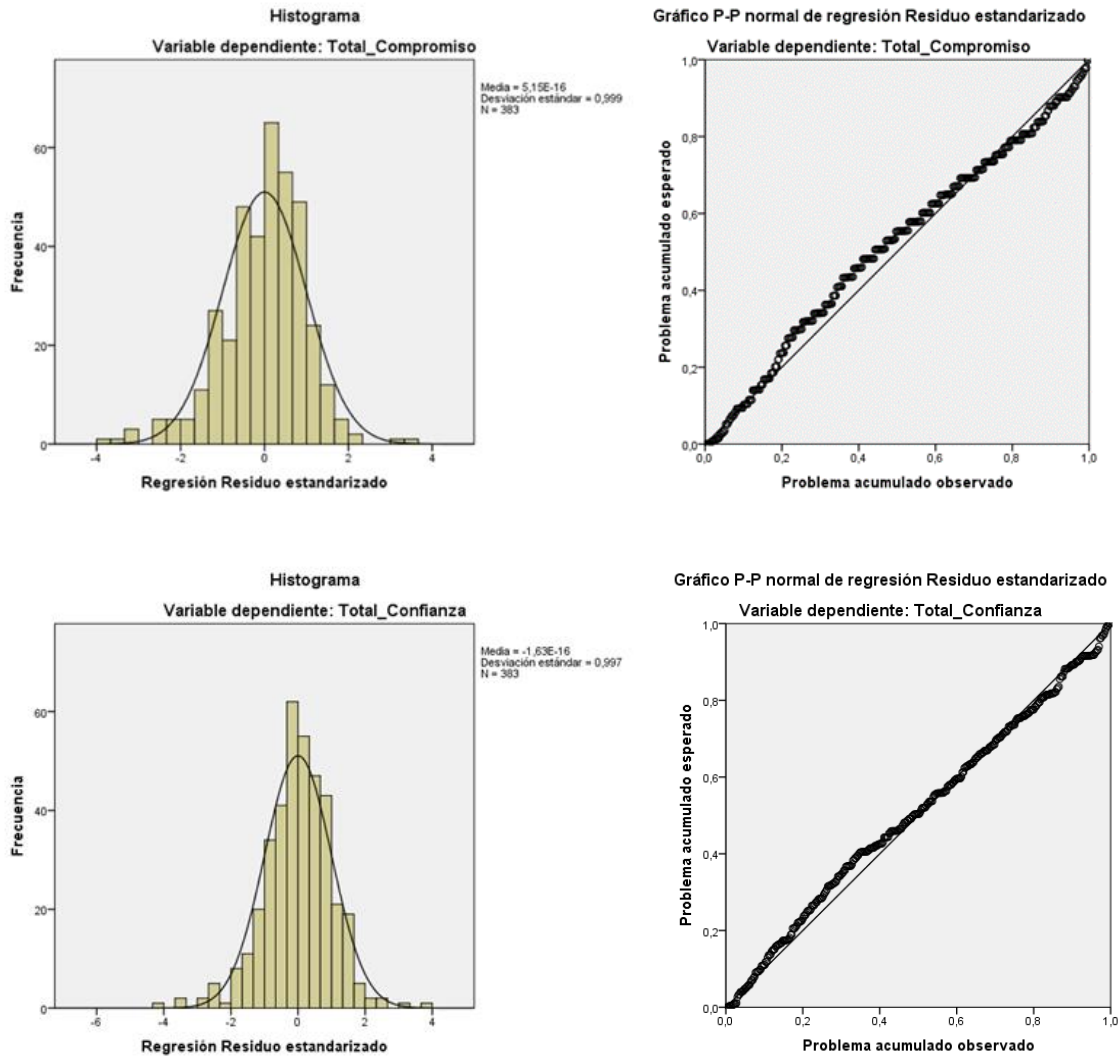 Histograma
Variable dependiente: Total_Compromiso
Media = 5,15E-16
Desviación estándar = 0,999
N = 383
Frecuencia
60
40
20
0
-4
-2
0
2
4
Regresión Residuo estandarizado
Gráfico P-P normal de regresión Residuo estandarizado
Variable dependiente: Total_Compromiso
Problema acumulado esperado
1,0
0,8
0,6
0,4
0,2
0,0
0,0
0,2
0,4
0,6
0,8
1,0
Problema acumulado observado
Histograma
Variable dependiente: Total_Confianza
Media = -1,63E-16
Desviación estándar = 0,997
N = 383
Frecuencia
60
40
20
0
-6
-4
-2
0
2
4
Regresión Residuo estandarizado
Gráfico P-P normal de regresión Residuo estandarizado
Variable dependiente: Total_Confianza
Problema acumulado esperado
1,0
0,8
0,6
0,4
0,2
0,0
0,0
0,2
0,4
0,6
0,8
1,0
Problema acumulado observado